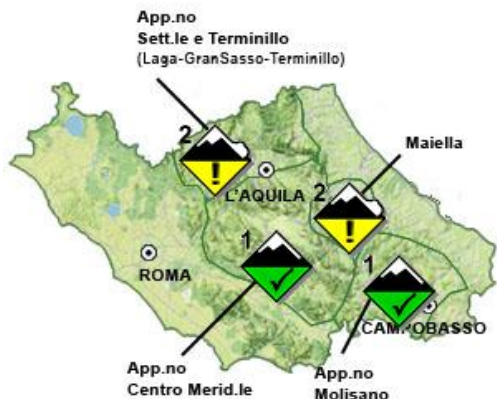 App.no
Sett.le e Terminillo
(Laga-GranSasso-Terminillo)
2
!
L'AQUILA
Maiella
2
!
1
ROMA
1
CAMPOBASSO
App.no
Centro Merid.le
App.no
Molisano